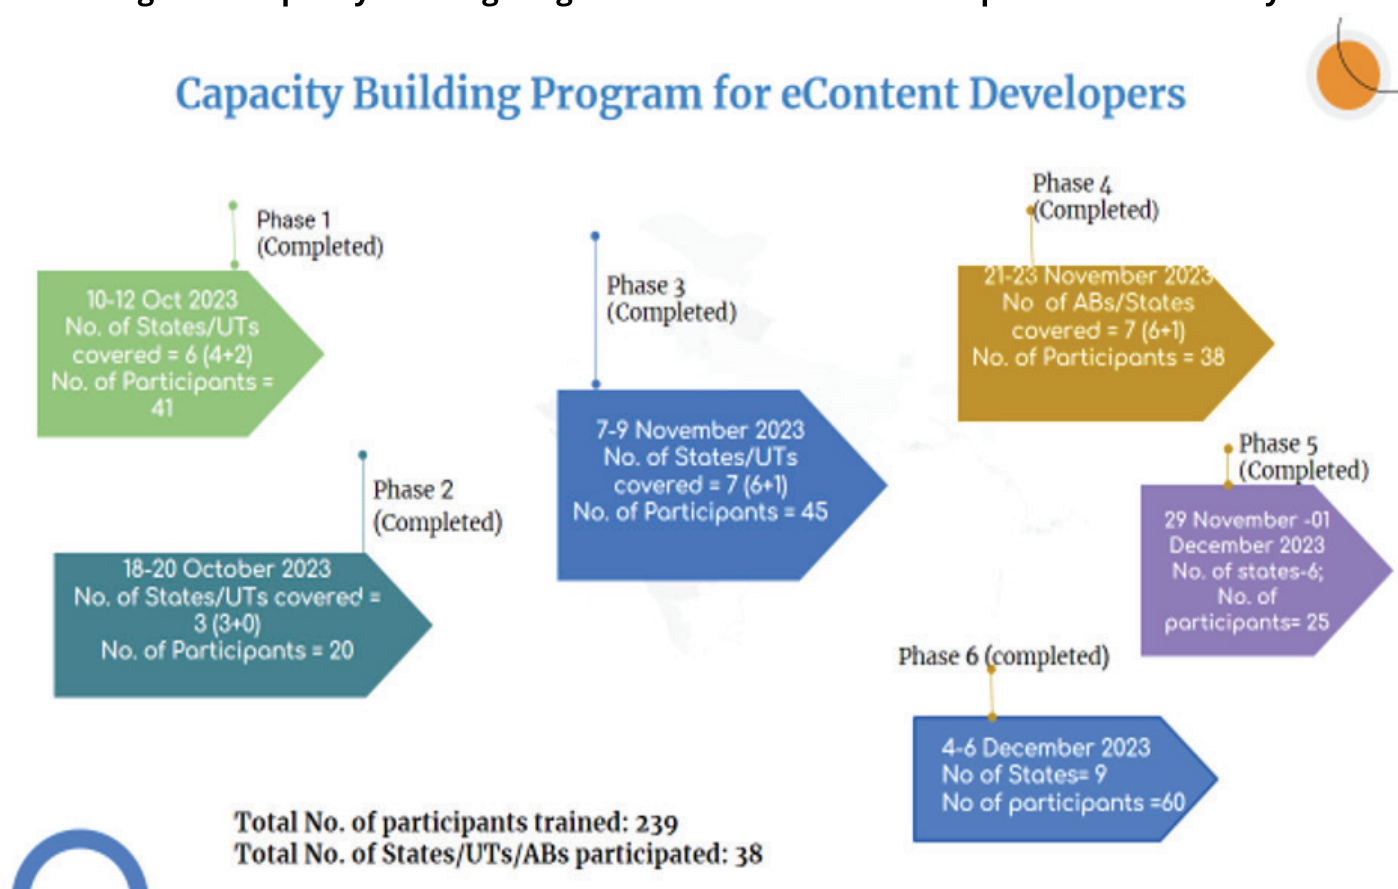 Capacity Building Program for eContent Developers
Phase 1
(Completed)
10-12 Oct 2023
No. of States/UTs
covered = 6 (4+2)
No. of Participants =
41
Phase 2
(Completed)
18-20 October 2023
No. of States/UTs covered =
3 (3+0)
No. of Participants = 20
Phase 3
(Completed)
7-9 November 2023
No. of States/UTs
covered = 7 (6+1)
No. of Participants = 45
Phase 4
(Completed)
21-23 November 2023
No of ABs/States
covered = 7 (6+1)
No. of Participants = 38
Phase 5
(Completed)
29 November -01
December 2023
No. of states-6;
No. of
participants= 25
Phase 6 (completed)
4-6 December 2023
No of States= 9
No of participants =60
Total No. of participants trained: 239
Total No. of States/UTs/ABs participated: 38